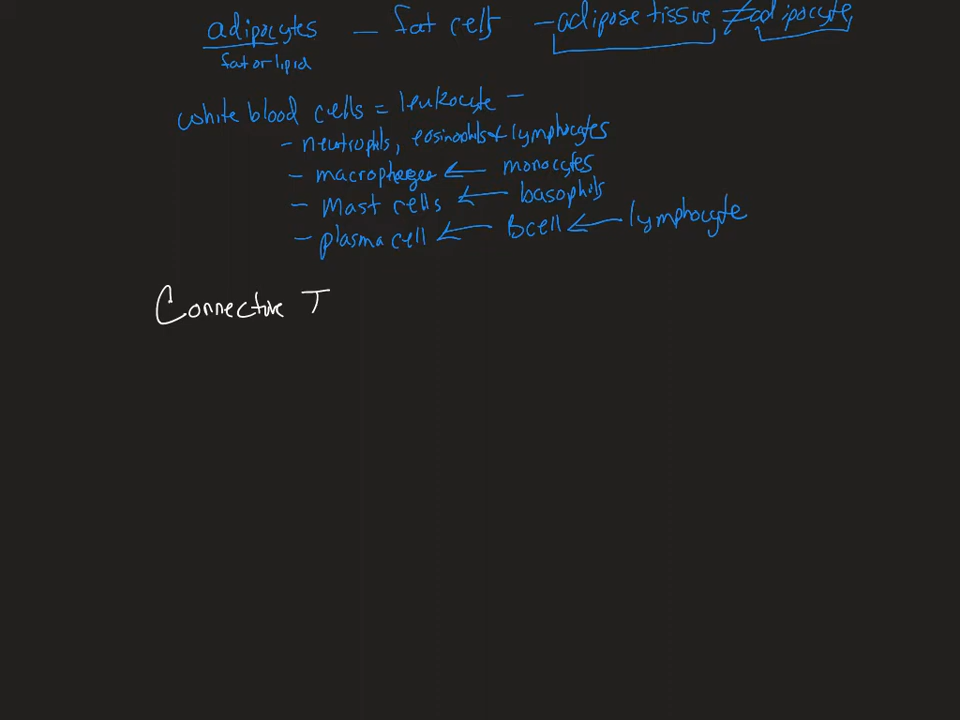 adipocytes — fat cells — adipose tissue ≠ adipocyte
fat or lipid
white blood cells = leukocyte —
- neutrophils, eosinophils & lymphocytes
- macrophages ← monocytes
- Mast cells ← basophils
- plasma cell ← B cell ← lymphocyte
Connective T